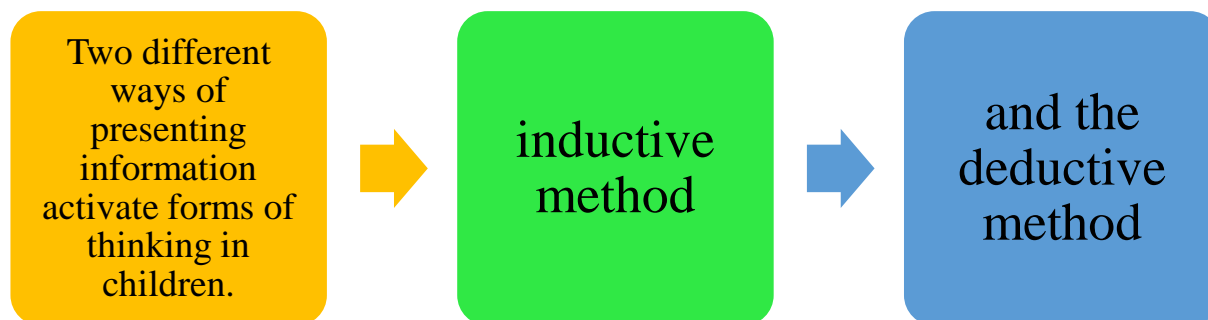 Two different
ways of
presenting
information
activate forms of
thinking in
children.
inductive
method
and the
deductive
method